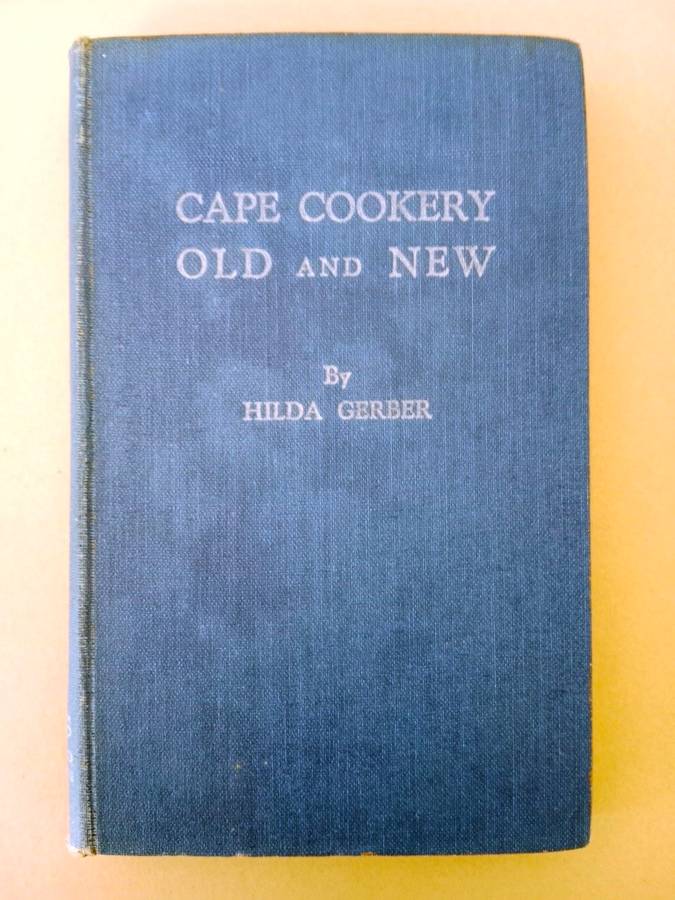 CAPE COOKERY
OLD AND NEW
By
HILDA GERBER